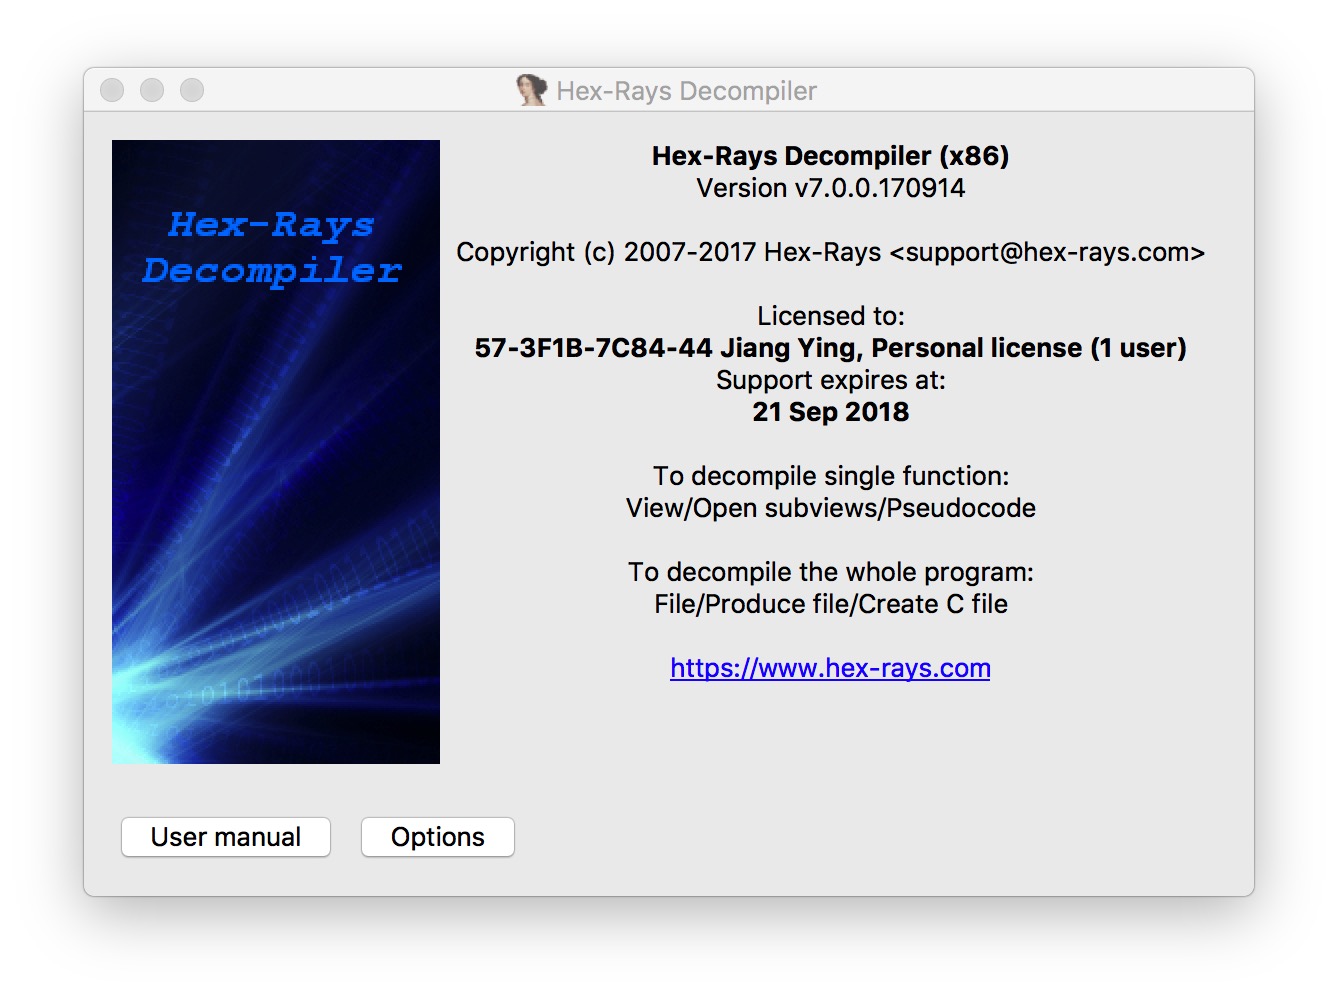 Hex-Rays Decompiler
Hex-Rays
Decompiler
Hex-Rays Decompiler (x86)
Version v7.0.0.170914
Copyright (c) 2007-2017 Hex-Rays <support@hex-rays.com>
Licensed to:
57-3F1B-7C84-44 Jiang Ying, Personal license (1 user)
Support expires at:
21 Sep 2018
To decompile single function:
View/Open subviews/Pseudocode
To decompile the whole program:
File/Produce file/Create C file
https://www.hex-rays.com
User manual
Options